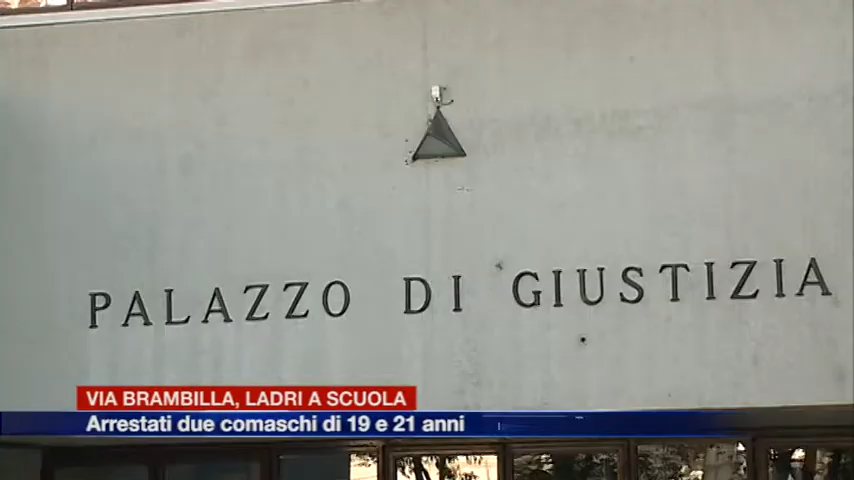 PALAZZO DI GIUSTIZIA
VIA BRAMBILLA, LADRI A SCUOLA
Arrestati due comaschi di 19 e 21 anni